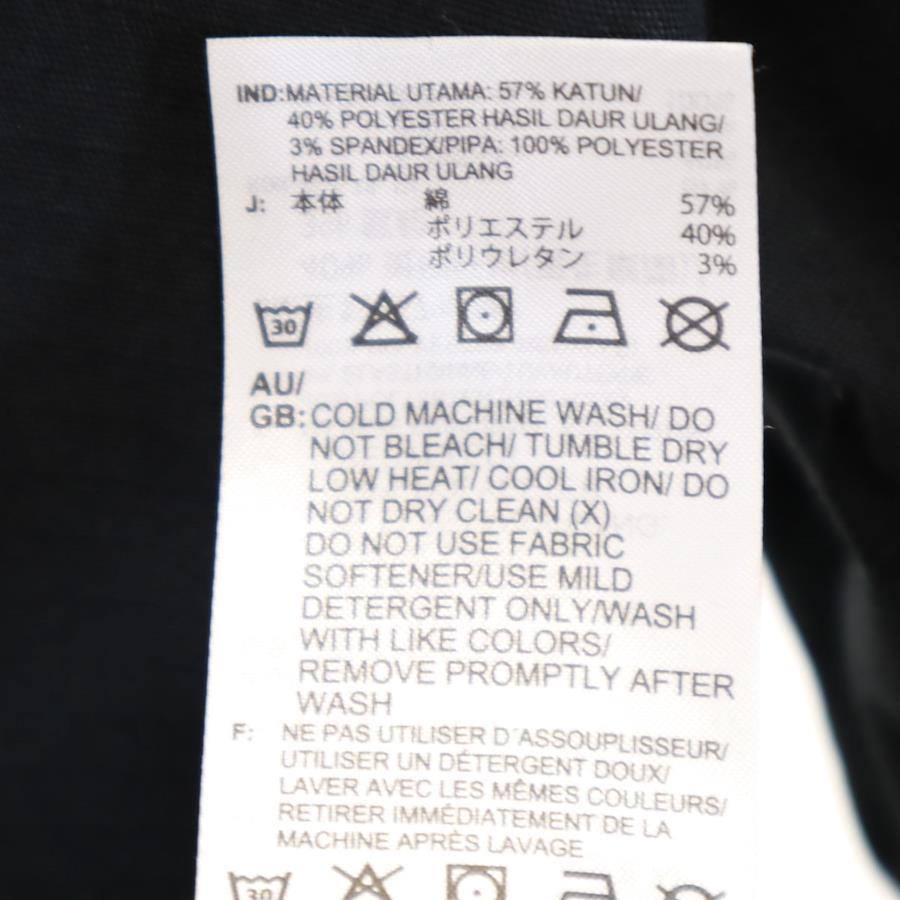 IND:MATERIAL UTAMA: 57% KATUN/
40% POLYESTER HASIL DAUR ULANG/
3% SPANDEX/PIPA: 100% POLYESTER
HASIL DAUR ULANG
J: 本体 綿 57%
ポリエステル 40%
ポリウレタン 3%
30
AU/
GB: COLD MACHINE WASH/ DO
NOT BLEACH/ TUMBLE DRY
LOW HEAT/ COOL IRON/ DO
NOT DRY CLEAN (X)
DO NOT USE FABRIC
SOFTENER/USE MILD
DETERGENT ONLY/WASH
WITH LIKE COLORS/
REMOVE PROMPTLY AFTER
WASH
F: NE PAS UTILISER D´ASSOUPLISSEUR/
UTILISER UN DÉTERGENT DOUX/
LAVER AVEC LES MÊMES COULEURS/
RETIRER IMMÉDIATEMENT DE LA
MACHINE APRÈS LAVAGE
30